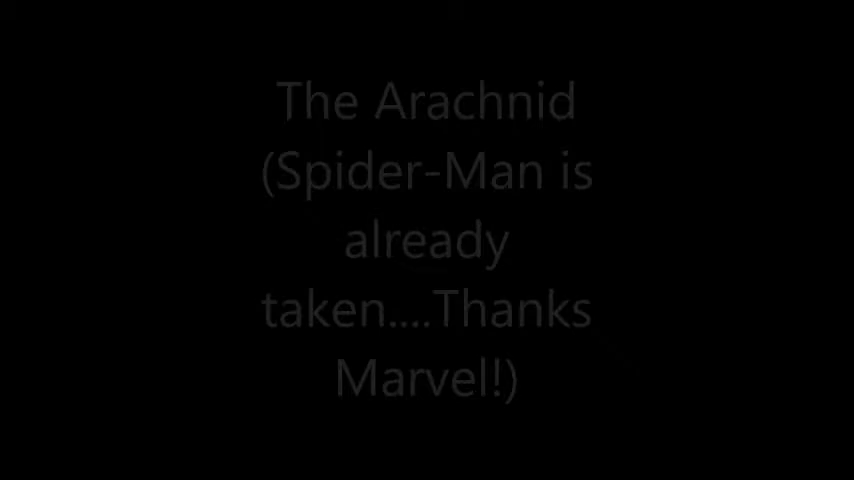 The Arachnid
(Spider-Man is
already
taken....Thanks
Marvel!)